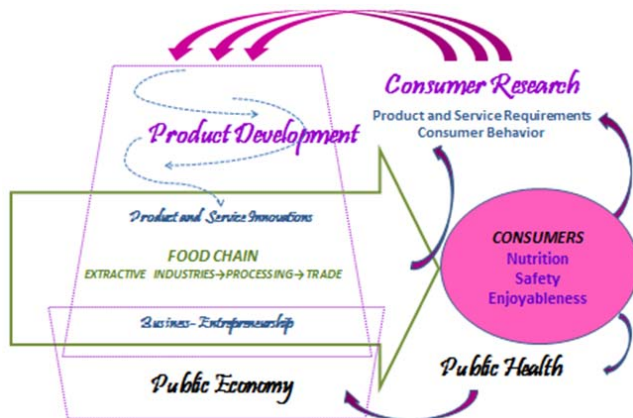 Consumer Research
Product and Service Requirements
Consumer Behavior
Product Development
Product and Service Innovations
FOOD CHAIN
EXTRACTIVE INDUSTRIES→PROCESSING→TRADE
Business-Entrepreneurship
Public Economy
CONSUMERS
Nutrition
Safety
Enjoyableness
Public Health